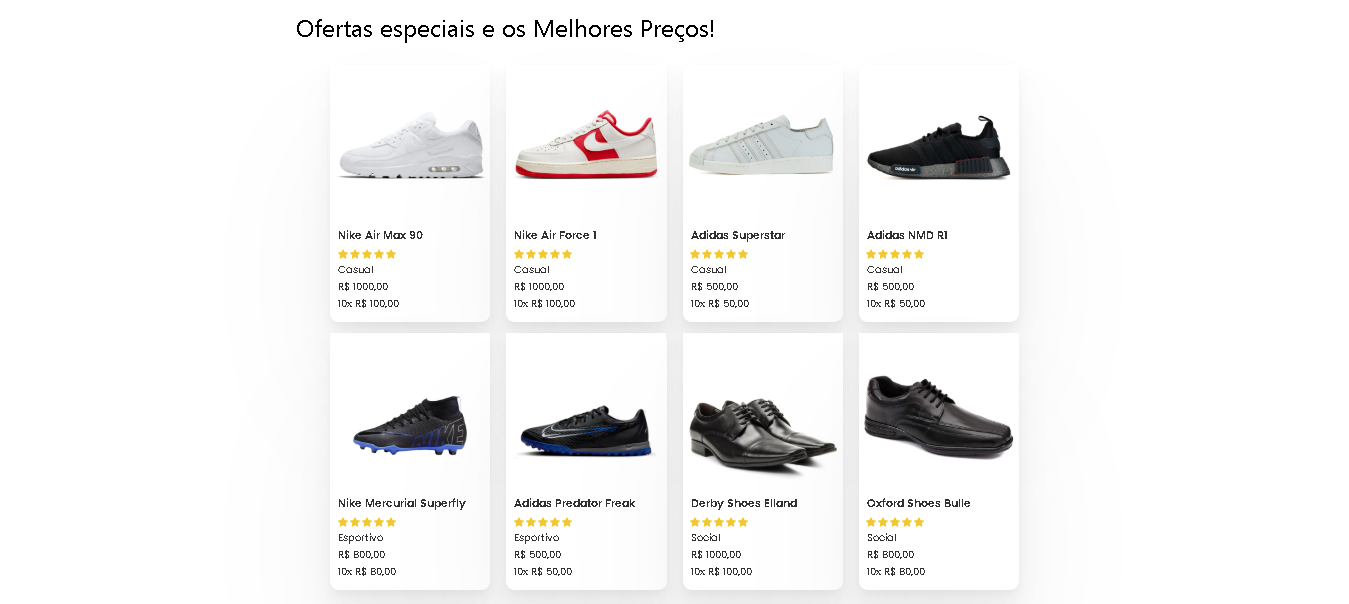 Ofertas especiais e os Melhores Preços!
Nike Air Max 90
Casual
R$ 1000,00
10x R$ 100,00
Nike Air Force 1
Casual
R$ 1000,00
10x R$ 100,00
Adidas Superstar
Casual
R$ 500,00
10x R$ 50,00
adidas
Adidas NMD R1
Casual
R$ 500,00
10x R$ 50,00
NIKE
Nike Mercurial Superfly
Esportivo
R$ 800,00
10x R$ 80,00
Adidas Predator Freak
Esportivo
R$ 500,00
10x R$ 50,00
Derby Shoes Elland
Social
R$ 1000,00
10x R$ 100,00
Oxford Shoes Bulle
Social
R$ 800,00
10x R$ 80,00